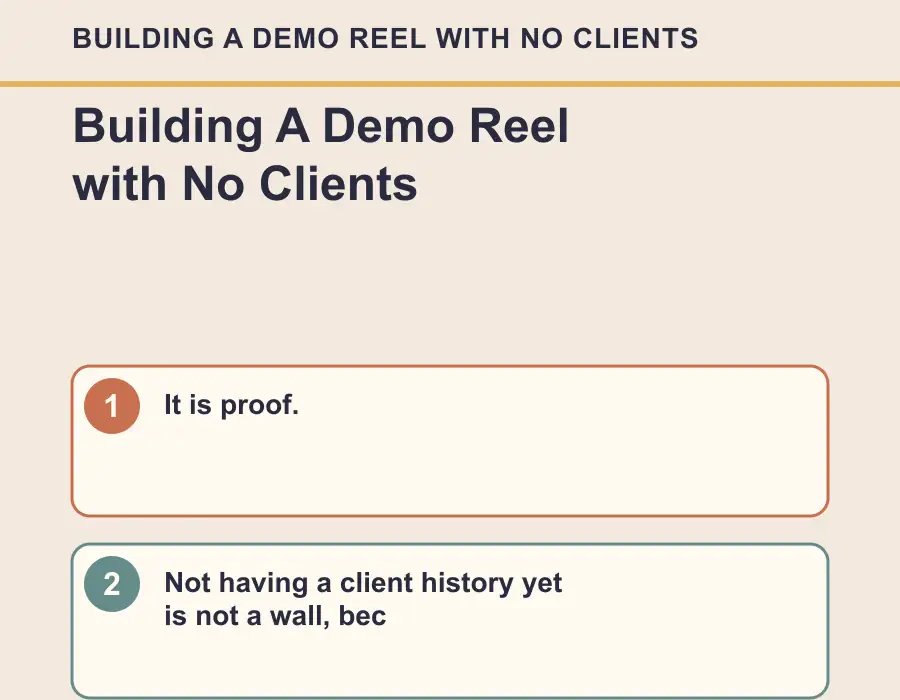 BUILDING A DEMO REEL WITH NO CLIENTS
Building A Demo Reel
with No Clients
1
It is proof.
2
Not having a client history yet
is not a wall, bec